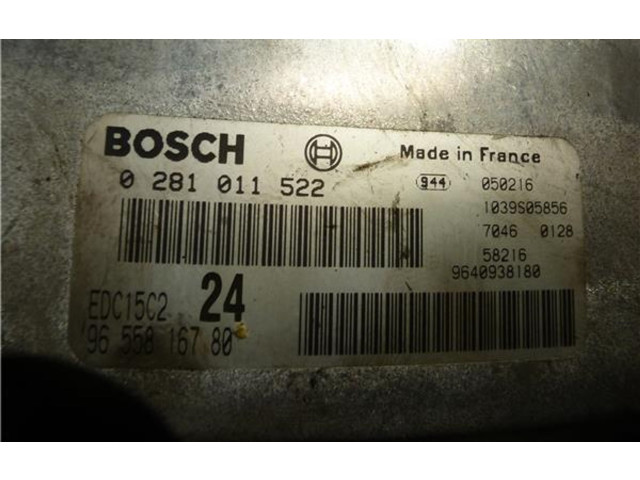 BOSCH
Made in France
0 281 011 522
944 050216
1039S05856
7046 0128
58216
9640938180
EDC15C2 24
96 558 167 80